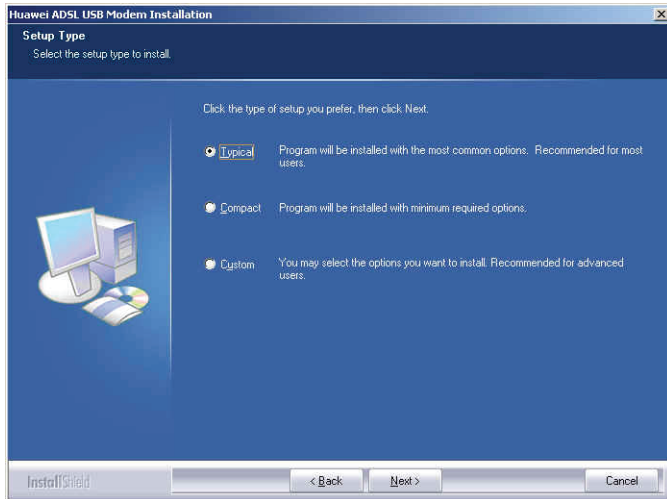 Huawei ADSL USB Modem Installation
Setup Type
Select the setup type to install.
Click the type of setup you prefer, then click Next.
Typical Program will be installed with the most common options. Recommended for most
users.
Compact Program will be installed with minimum required options.
Custom You may select the options you want to install. Recommended for advanced
users.
InstallShield
< Back Next > Cancel